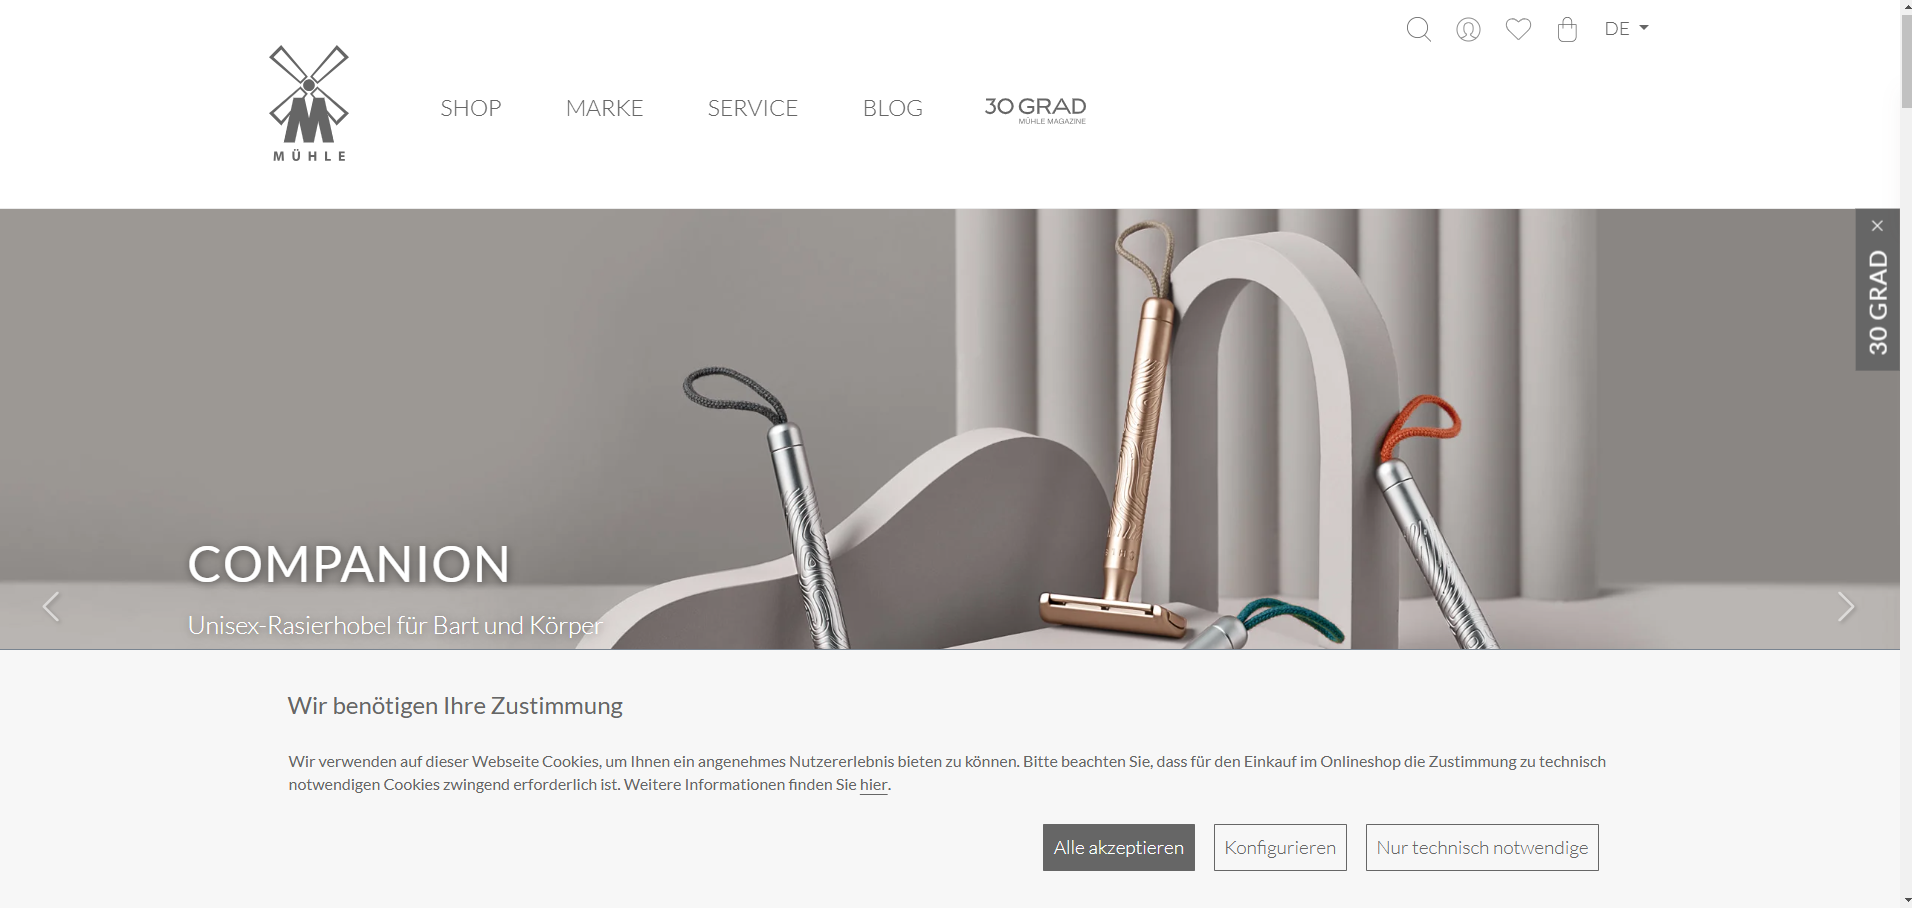 DE
MÜHLE
SHOP
MARKE
SERVICE
BLOG
30 GRAD
MÜHLE MAGAZINE
30 GRAD
COMPANION
Unisex-Rasierhobel für Bart und Körper
Wir benötigen Ihre Zustimmung
Wir verwenden auf dieser Webseite Cookies, um Ihnen ein angenehmes Nutzererlebnis bieten zu können. Bitte beachten Sie, dass für den Einkauf im Onlineshop die Zustimmung zu technisch
notwendigen Cookies zwingend erforderlich ist. Weitere Informationen finden Sie hier.
Alle akzeptieren
Konfigurieren
Nur technisch notwendige